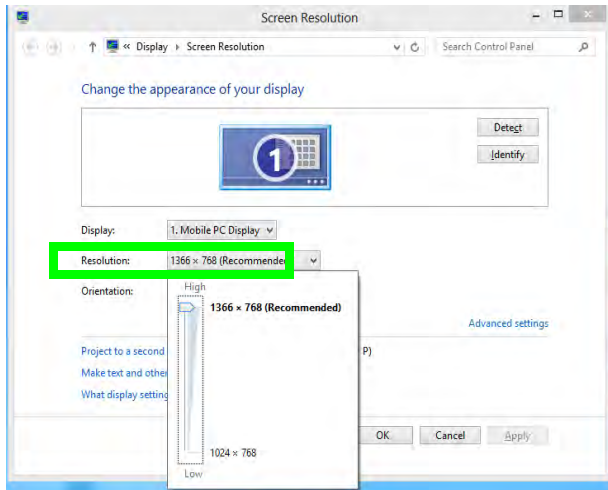 Screen Resolution
« Display ▸ Screen Resolution Search Control Panel
Change the appearance of your display
1
Detect
Identify
Display: 1. Mobile PC Display
Resolution: 1366 × 768 (Recommended
Orientation:
High
1366 × 768 (Recommended)
Advanced settings
Project to a second P)
Make text and other
What display setting
1024 × 768
Low
OK Cancel Apply